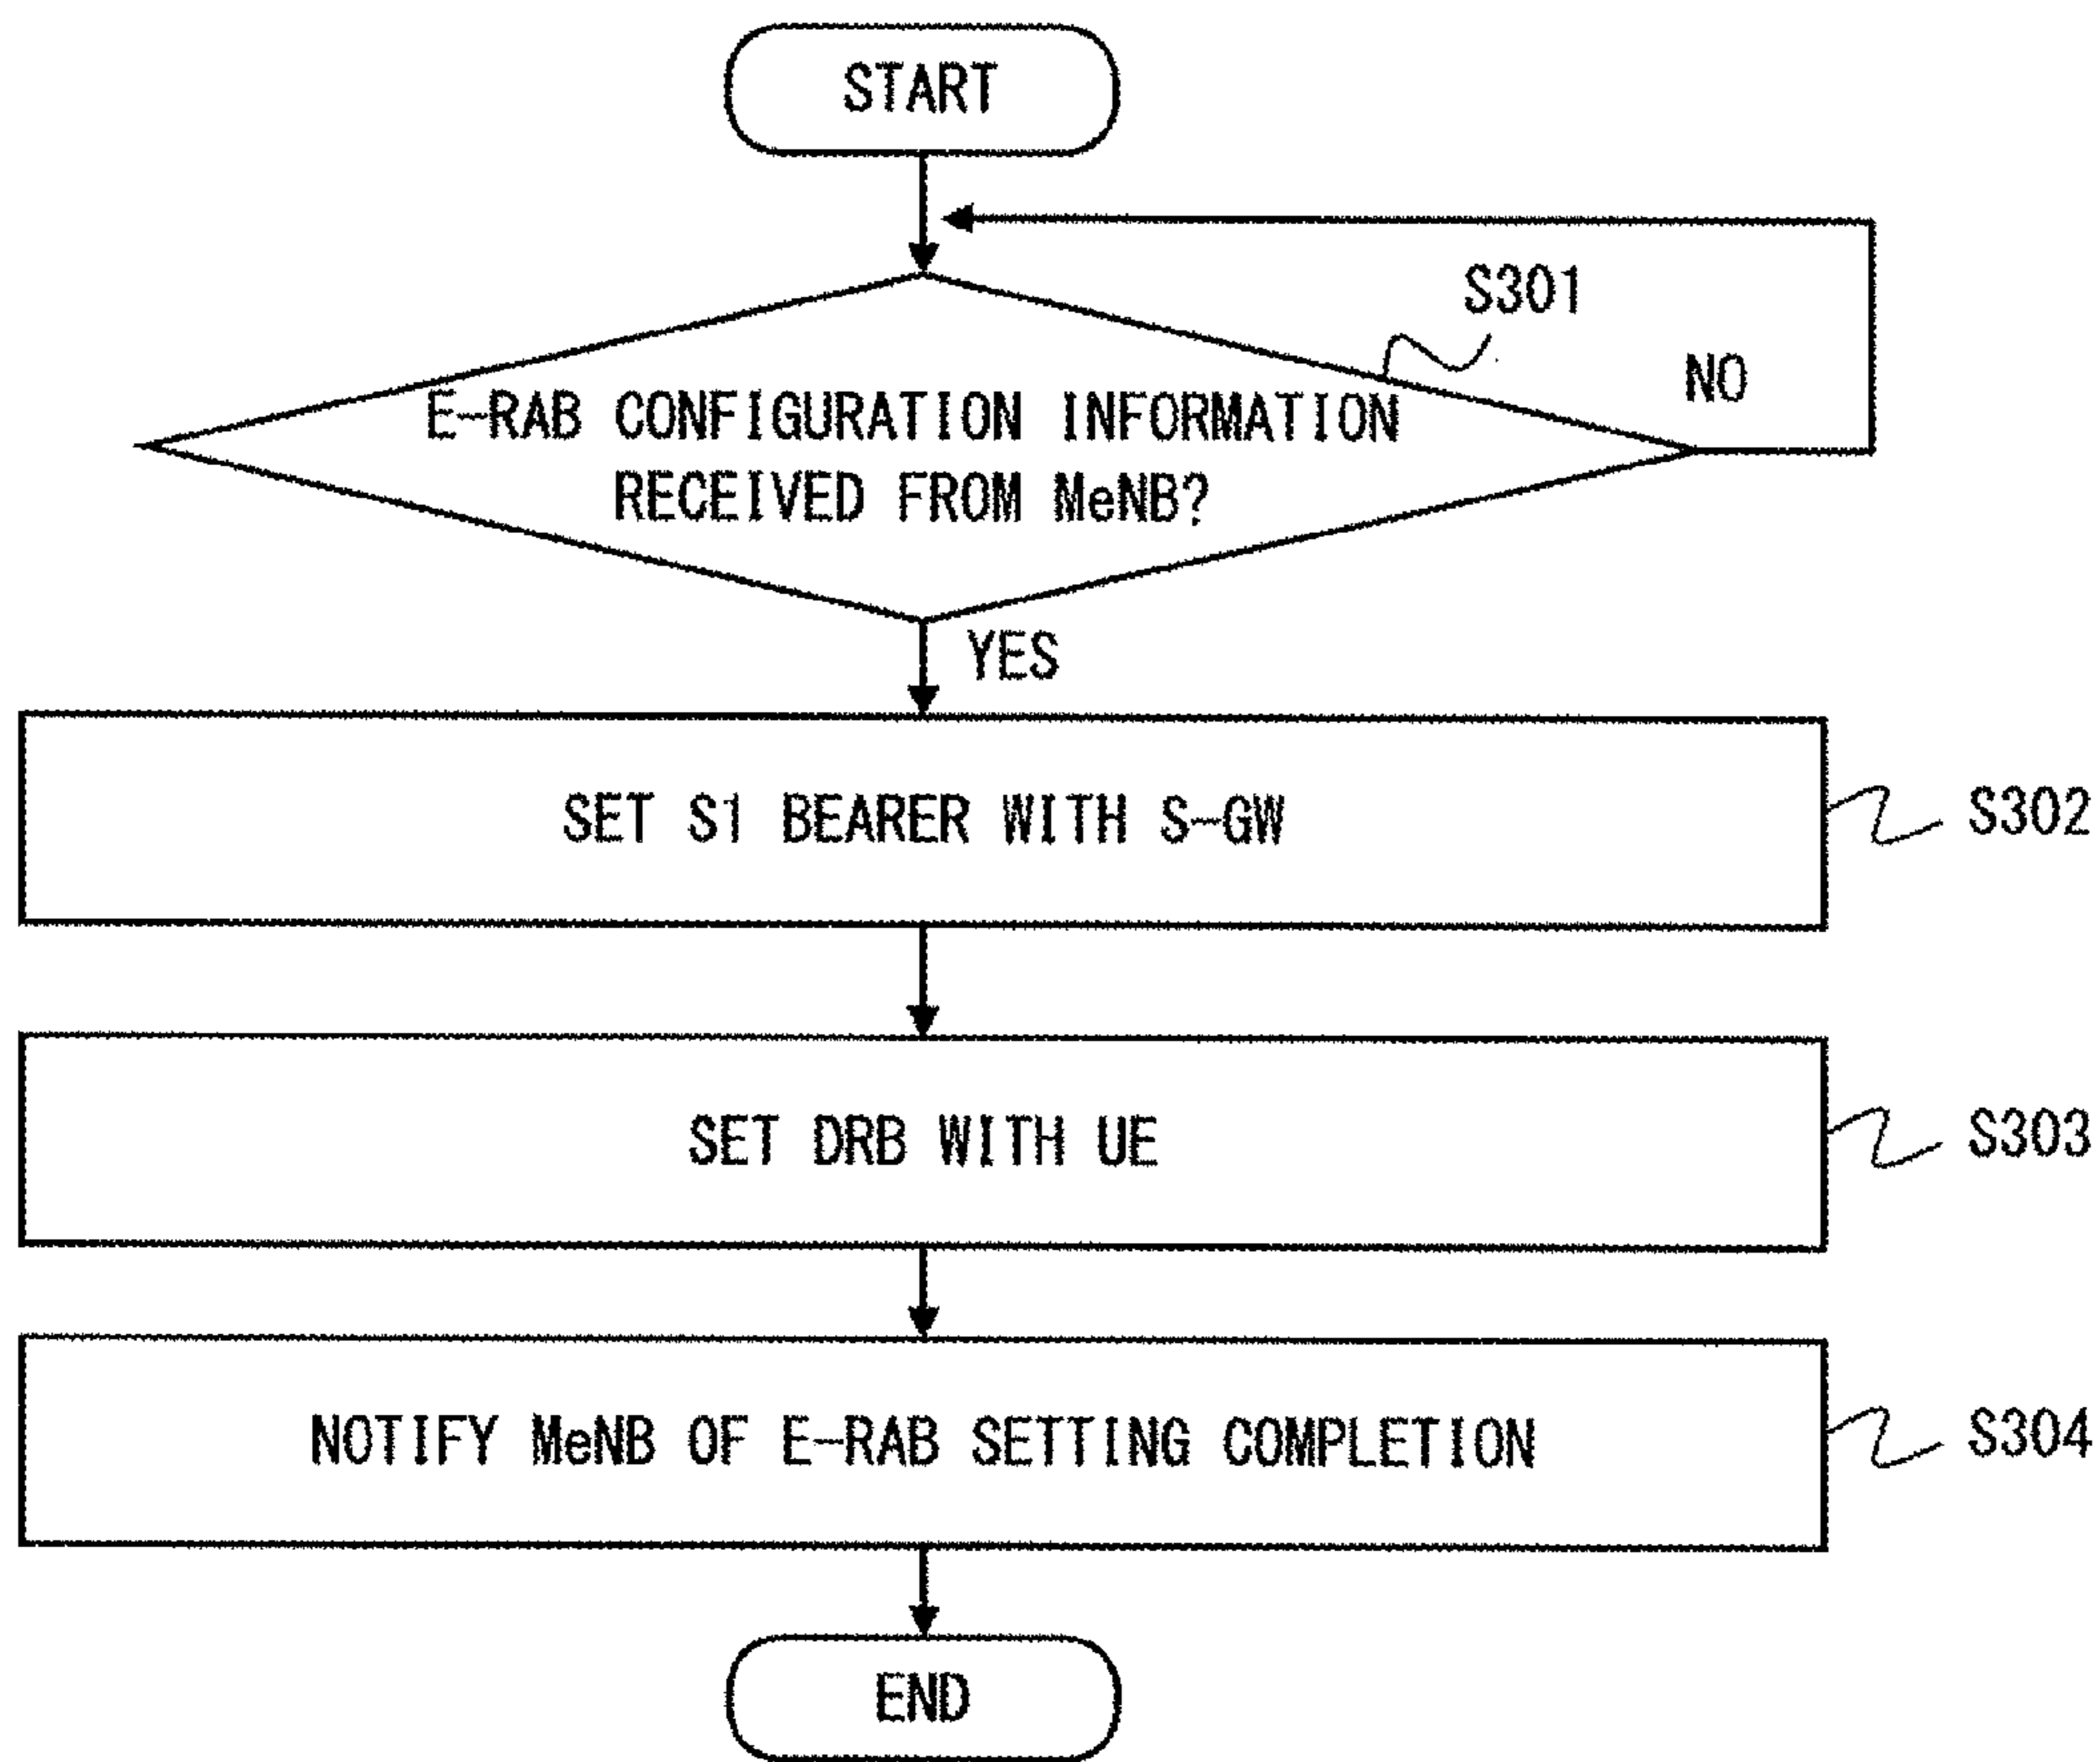 START
S301
NO
E-RAB CONFIGURATION INFORMATION
RECEIVED FROM MeNB?
YES
SET S1 BEARER WITH S-GW
S302
SET DRB WITH UE
S303
NOTIFY MeNB OF E-RAB SETTING COMPLETION
S304
END